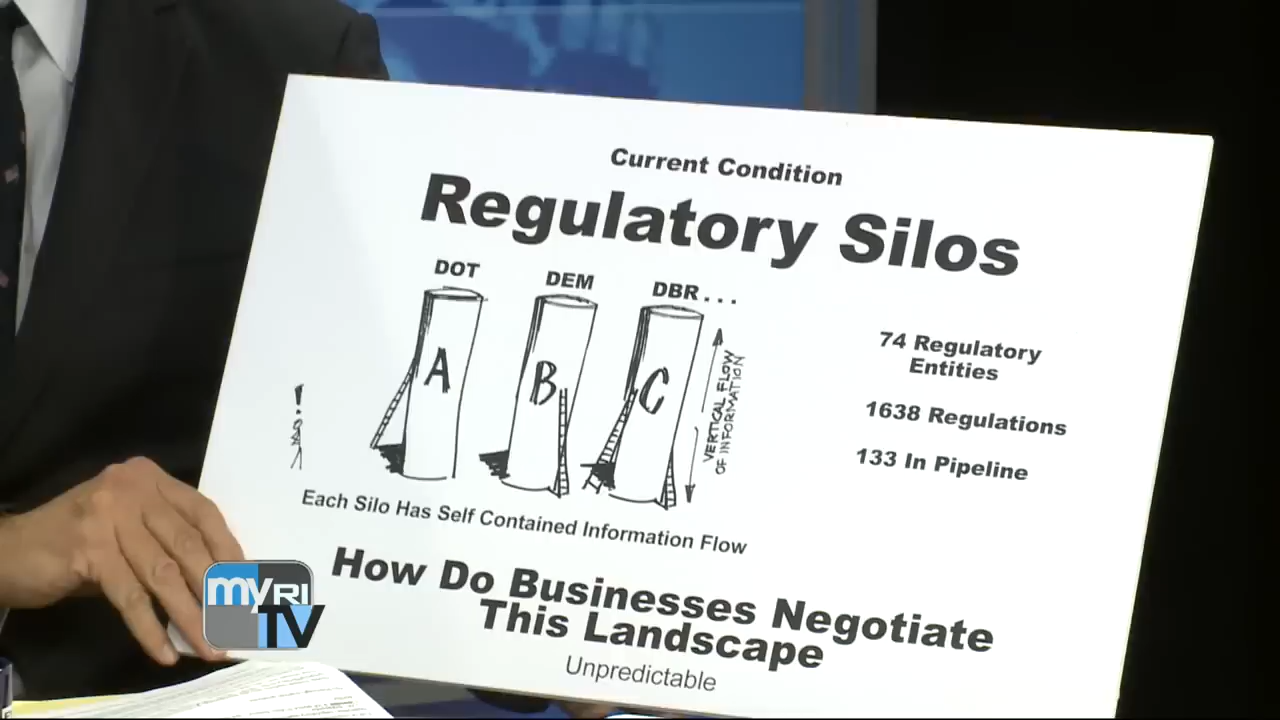 Current Condition
Regulatory Silos
DOT DEM DBR...
A B C
VERTICAL FLOW
OF INFORMATION
74 Regulatory
Entities
1638 Regulations
133 In Pipeline
Each Silo Has Self Contained Information Flow
How Do Businesses Negotiate
This Landscape
Unpredictable
myRI
TV